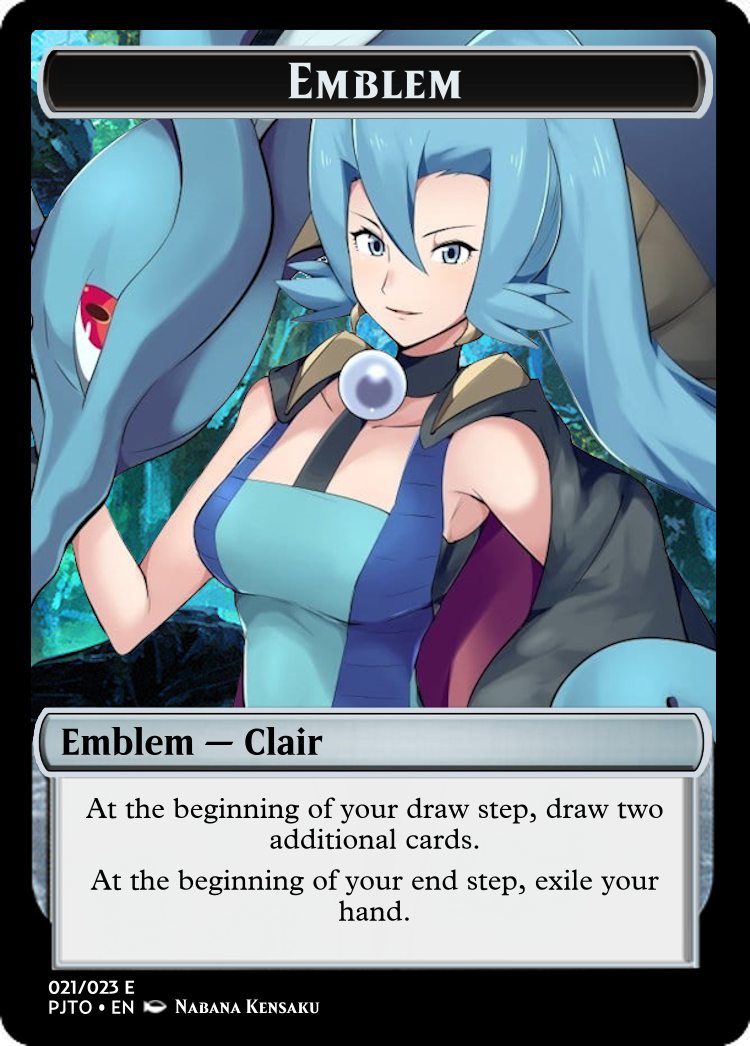 Emblem
Emblem — Clair
At the beginning of your draw step, draw two
additional cards.
At the beginning of your end step, exile your
hand.
021/023 E
PJTO • EN Nabana Kensaku